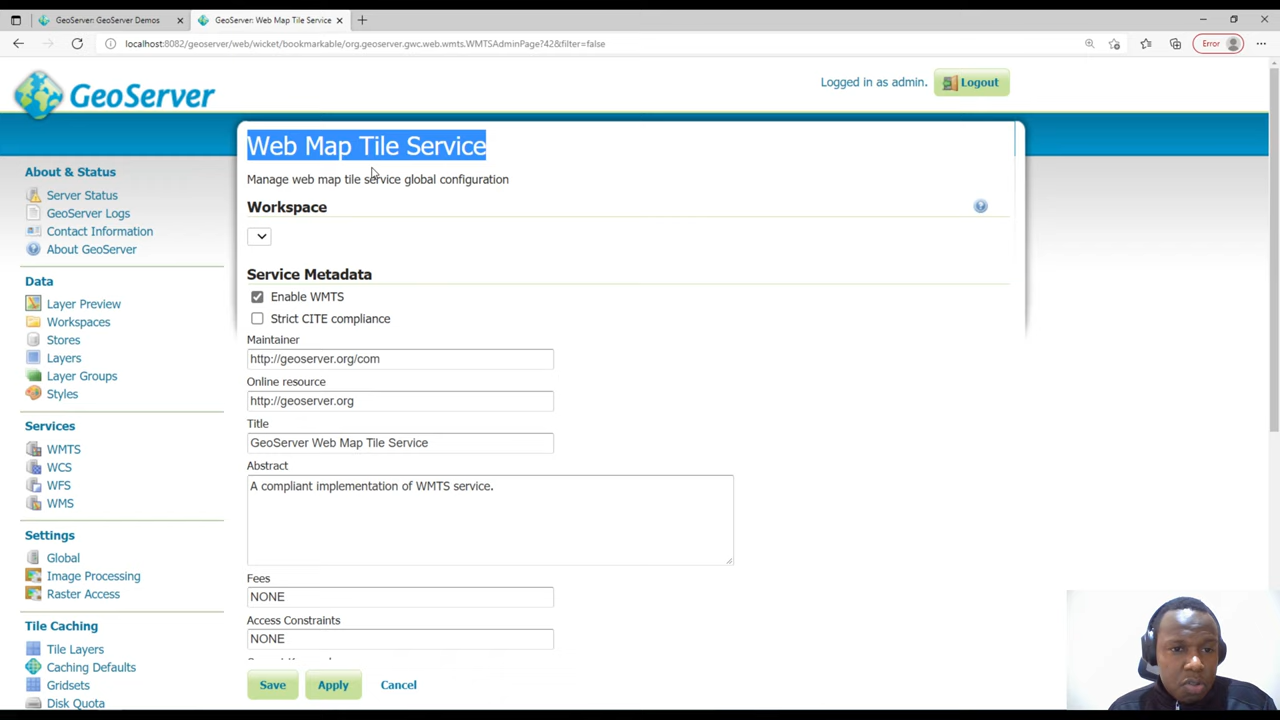 GeoServer: GeoServer Demos
GeoServer: Web Map Tile Service
localhost:8082/geoserver/web/wicket/bookmarkable/org.geoserver.gwc.web.wmts.WMTSAdminPage?42&filter=false
Error
GeoServer
Logged in as admin.
Logout
Web Map Tile Service
Manage web map tile service global configuration
About & Status
Server Status
GeoServer Logs
Contact Information
About GeoServer
Data
Layer Preview
Workspaces
Stores
Layers
Layer Groups
Styles
Services
WMTS
WCS
WFS
WMS
Settings
Global
Image Processing
Raster Access
Tile Caching
Tile Layers
Caching Defaults
Gridsets
Disk Quota
Workspace
Service Metadata
Enable WMTS
Strict CITE compliance
Maintainer
http://geoserver.org/com
Online resource
http://geoserver.org
Title
GeoServer Web Map Tile Service
Abstract
A compliant implementation of WMTS service.
Fees
NONE
Access Constraints
NONE
Save
Apply
Cancel